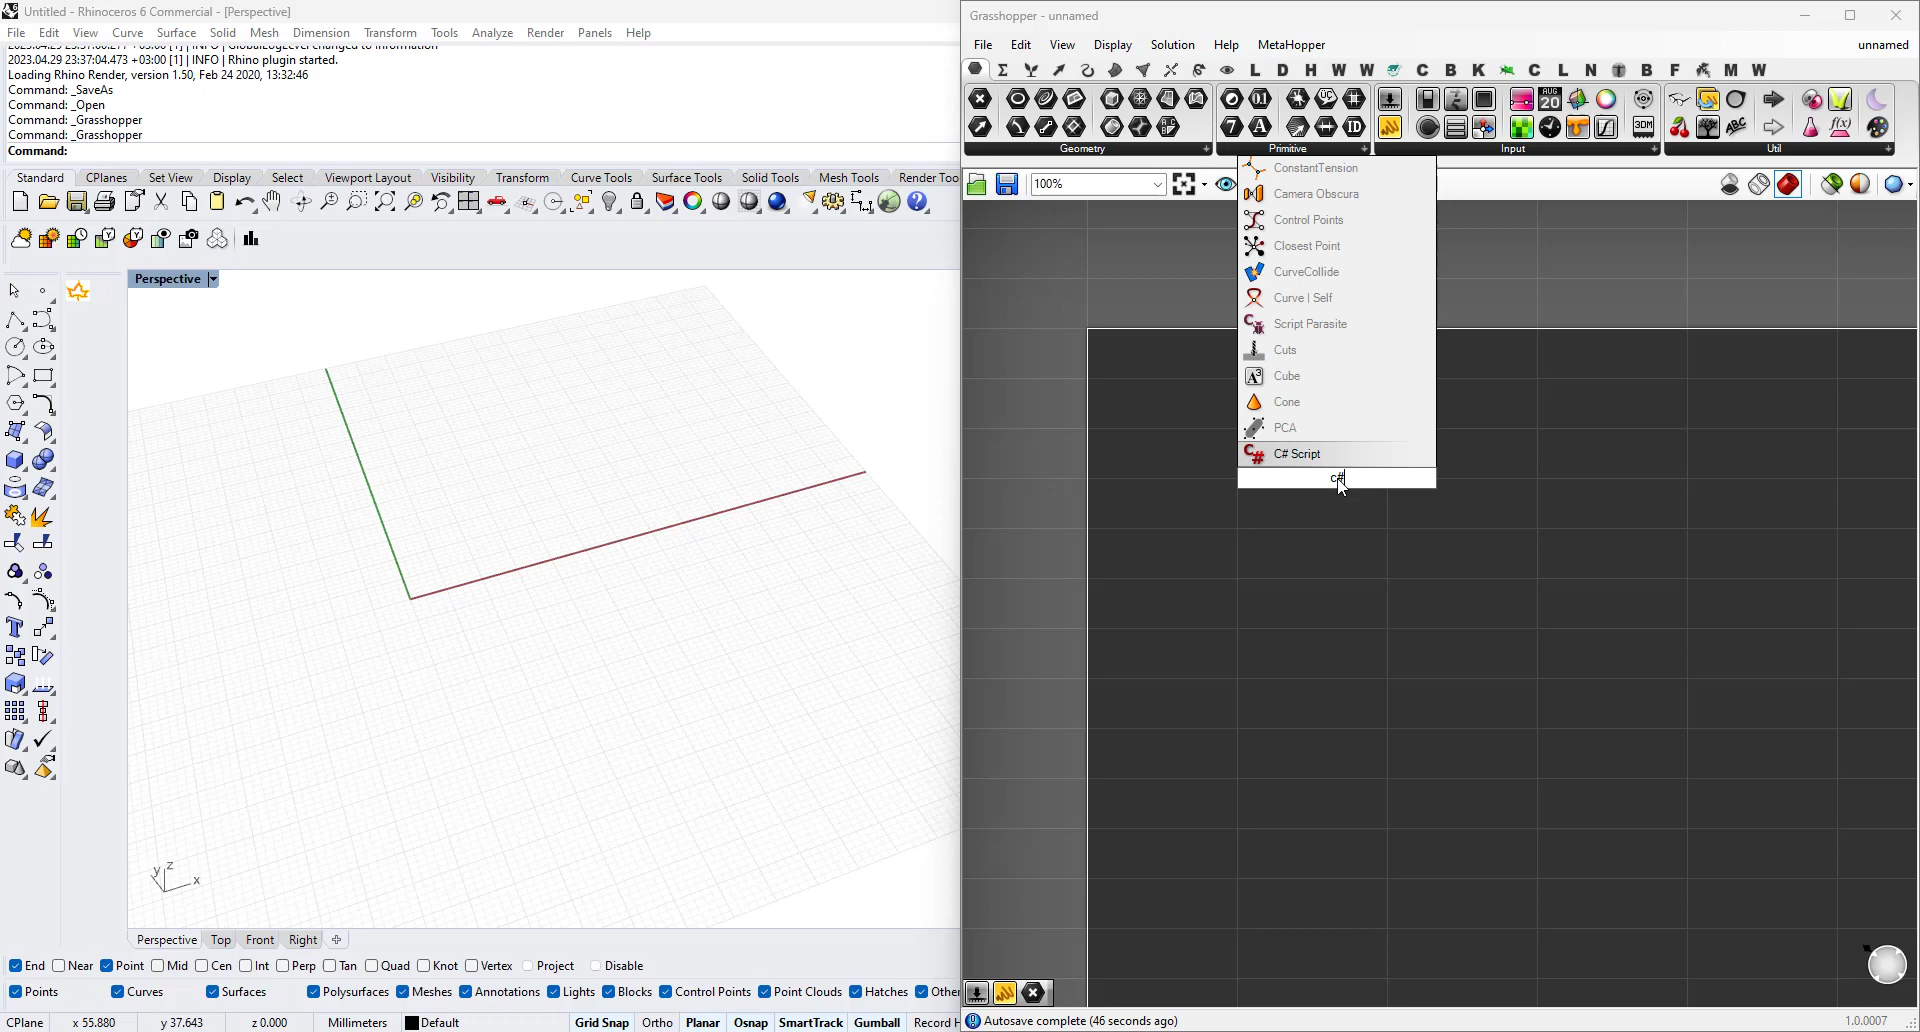 Untitled - Rhinoceros 6 Commercial - [Perspective]
File Edit View Curve Surface Solid Mesh Dimension Transform Tools Analyze Render Panels Help
2023.04.29 23:37:04.473 +03:00 [1] | INFO | Rhino plugin started.
Loading Rhino Render, version 1.50, Feb 24 2020, 13:32:46
Command: _SaveAs
Command: _Open
Command: _Grasshopper
Command: _Grasshopper
Command:
Standard CPlanes Set View Display Select Viewport Layout Visibility Transform Curve Tools Surface Tools Solid Tools Mesh Tools Render Too
Perspective
y z x
Perspective Top Front Right
End Near Point Mid Cen Int Perp Tan Quad Knot Vertex Project Disable
Points Curves Surfaces Polysurfaces Meshes Annotations Lights Blocks Control Points Point Clouds Hatches Other
CPlane x 55.880 y 37.643 z 0.000 Millimeters Default Grid Snap Ortho Planar Osnap SmartTrack Gumball Record H
Grasshopper - unnamed
File Edit View Display Solution Help MetaHopper unnamed
L D H W W C B K C L N B F M W
Geometry Primitive Input Util
100%
ConstantTension
Camera Obscura
Control Points
Closest Point
CurveCollide
Curve | Self
Script Parasite
Cuts
Cube
Cone
PCA
C# Script
c#
Autosave complete (46 seconds ago) 1.0.0007